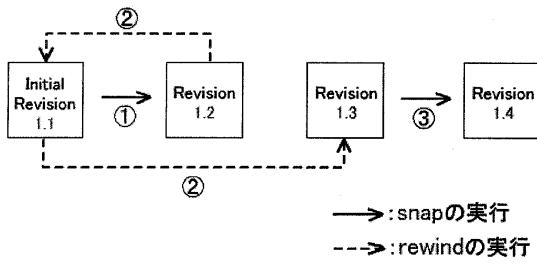 ②
Initial
Revision
1.1
①
Revision
1.2
Revision
1.3
③
Revision
1.4
②
:snapの実行
:rewindの実行